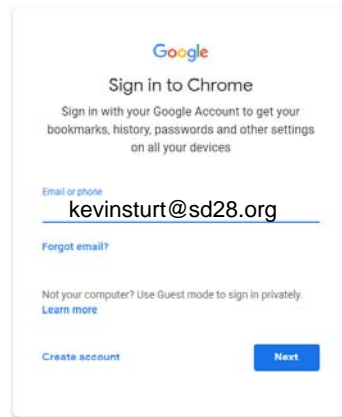 Google
Sign in to Chrome
Sign in with your Google Account to get your
bookmarks, history, passwords and other settings
on all your devices
Email or phone
kevinsturt@sd28.org
Forgot email?
Not your computer? Use Guest mode to sign in privately.
Learn more
Create account
Next